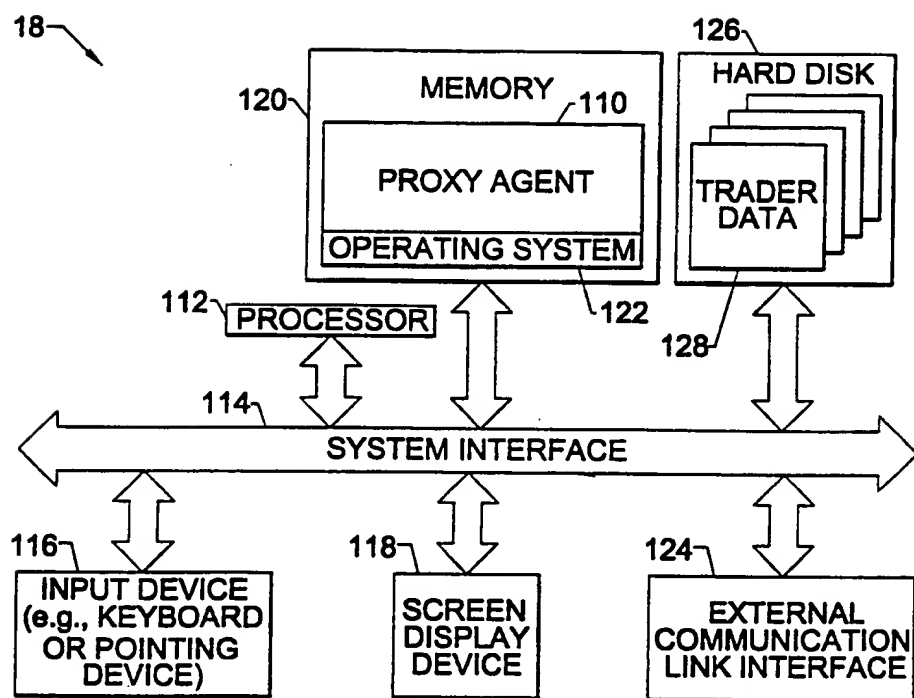 18
126
MEMORY
HARD DISK
120
110
PROXY AGENT
TRADER
DATA
OPERATING SYSTEM
112
PROCESSOR
122
128
114
SYSTEM INTERFACE
116
118
124
INPUT DEVICE
(e.g., KEYBOARD
OR POINTING
DEVICE)
SCREEN
DISPLAY
DEVICE
EXTERNAL
COMMUNICATION
LINK INTERFACE